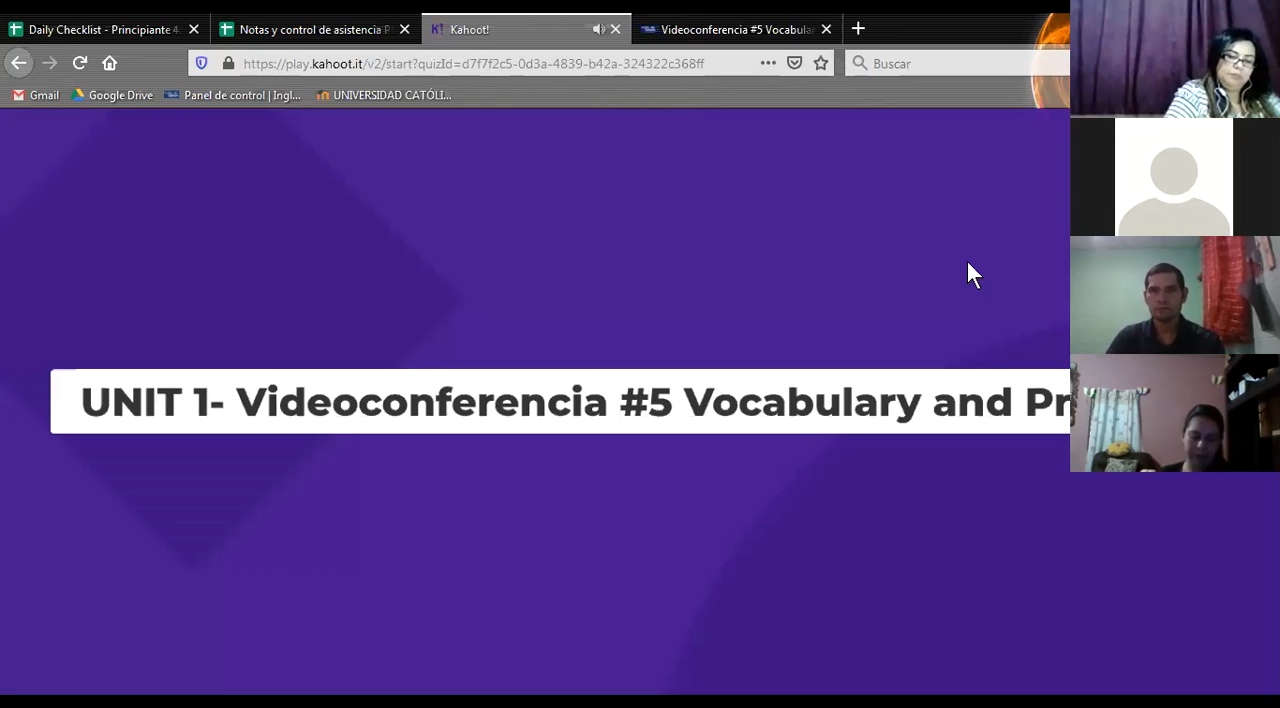 Daily Checklist - Principiante 4.
Notas y control de asistencia P
K! Kahoot!
Videoconferencia #5 Vocabula
https://play.kahoot.it/v2/start?quizId=d7f7f2c5-0d3a-4839-b42a-324322c368ff
Buscar
Gmail
Google Drive
Panel de control | Ingl...
UNIVERSIDAD CATÓLI...
UNIT 1- Videoconferencia #5 Vocabulary and Pr